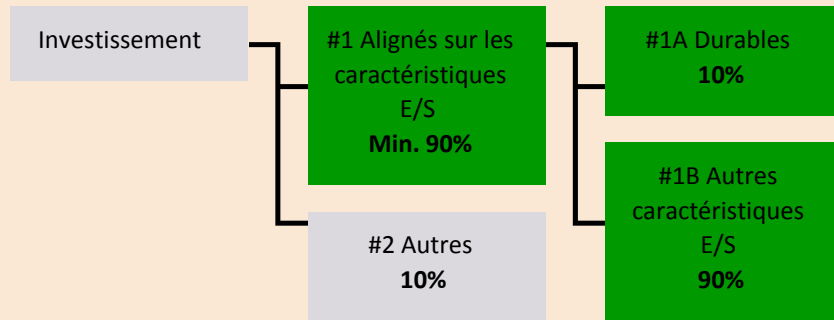 Investissement
#1 Alignés sur les
caractéristiques
E/S
Min. 90%
#2 Autres
10%
#1A Durables
10%
#1B Autres
caractéristiques
E/S
90%